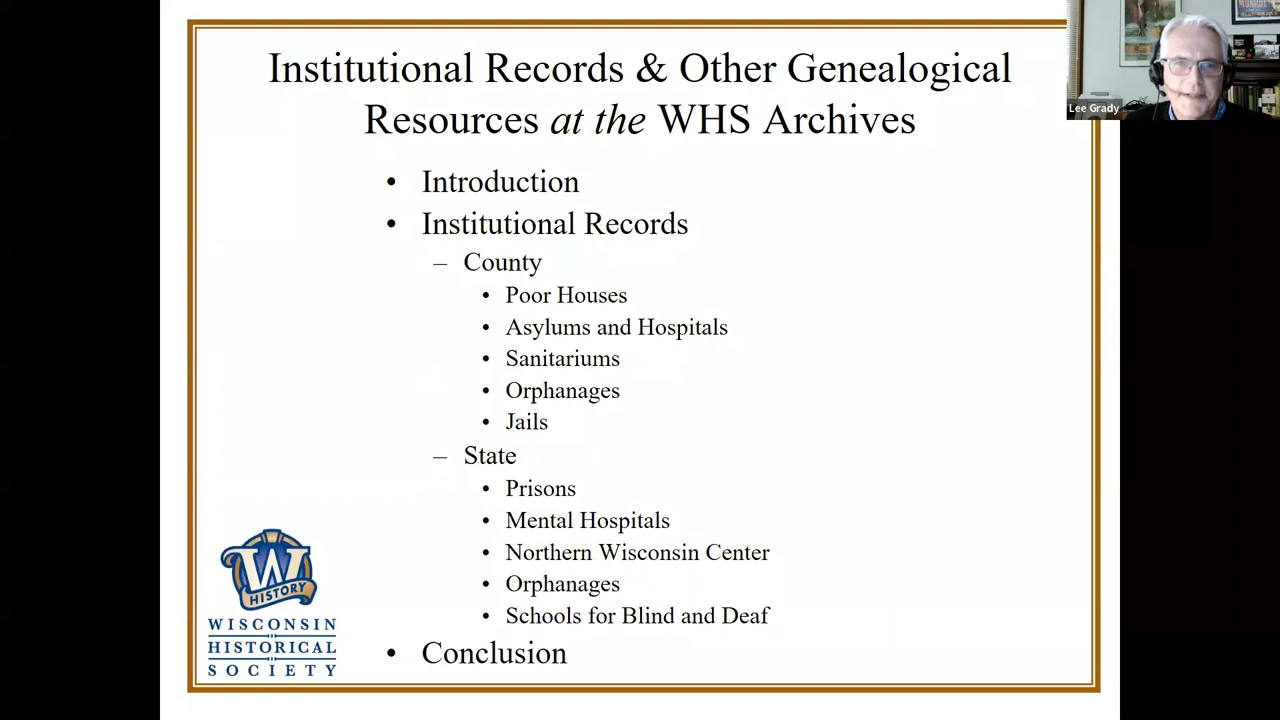 Institutional Records & Other Genealogical
Resources at the WHS Archives
• Introduction
• Institutional Records
– County
• Poor Houses
• Asylums and Hospitals
• Sanitariums
• Orphanages
• Jails
– State
• Prisons
• Mental Hospitals
• Northern Wisconsin Center
• Orphanages
• Schools for Blind and Deaf
• Conclusion
W
HISTORY
WISCONSIN
HISTORICAL
SOCIETY
MONROE
Lee Grady